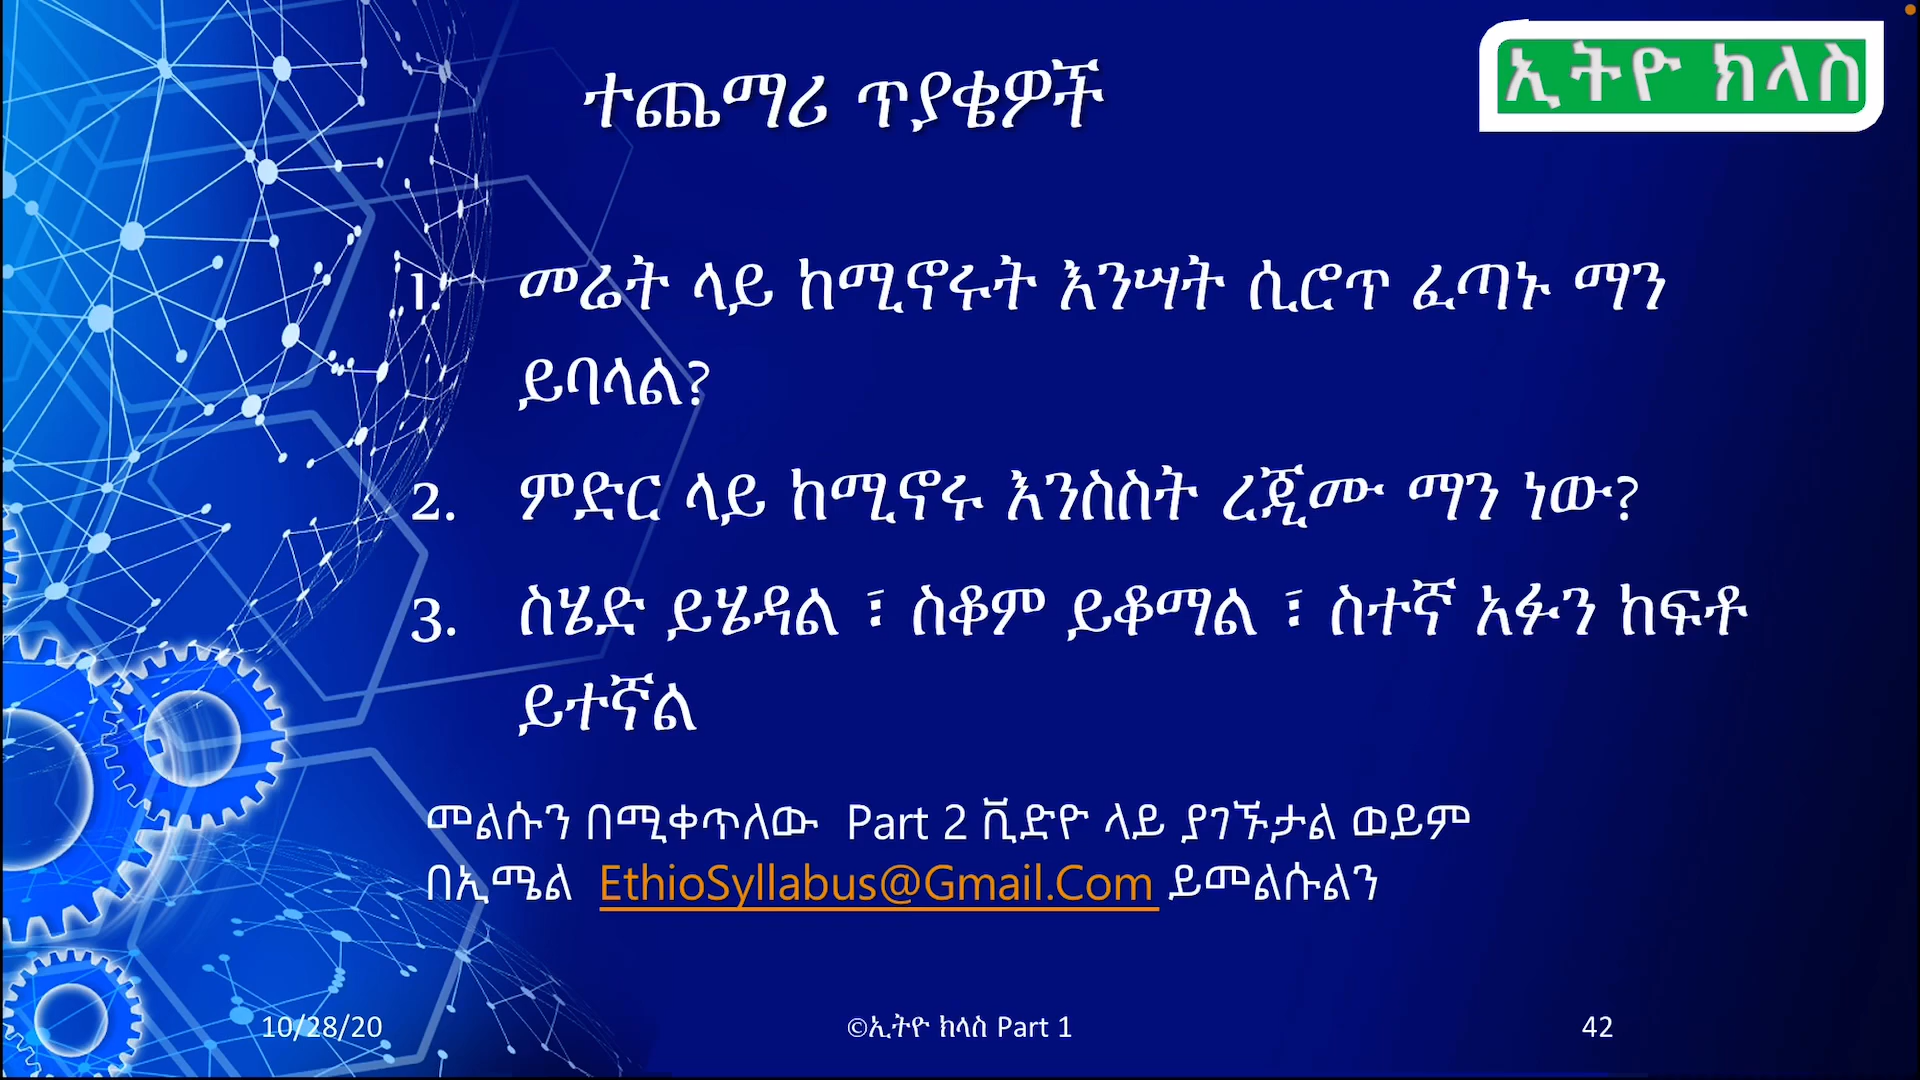 ተጨማሪ ጥያቄዎች
ኢትዮ ክላስ
1. መሬት ላይ ከሚኖሩት እንሣት ሲሮጥ ፈጣኑ ማን
ይባላል?
2. ምድር ላይ ከሚኖሩ እንስስት ረጂሙ ማን ነው?
3. ስሄድ ይሄዳል ፣ ስቆም ይቆማል ፣ ስተኛ አፉን ከፍቶ
ይተኛል
መልሱን በሚቀጥለው Part 2 ቪድዮ ላይ ያገኙታል ወይም
በኢሜል EthioSyllabus@Gmail.Com ይመልሱልን
10/28/20
©ኢትዮ ክላስ Part 1
42